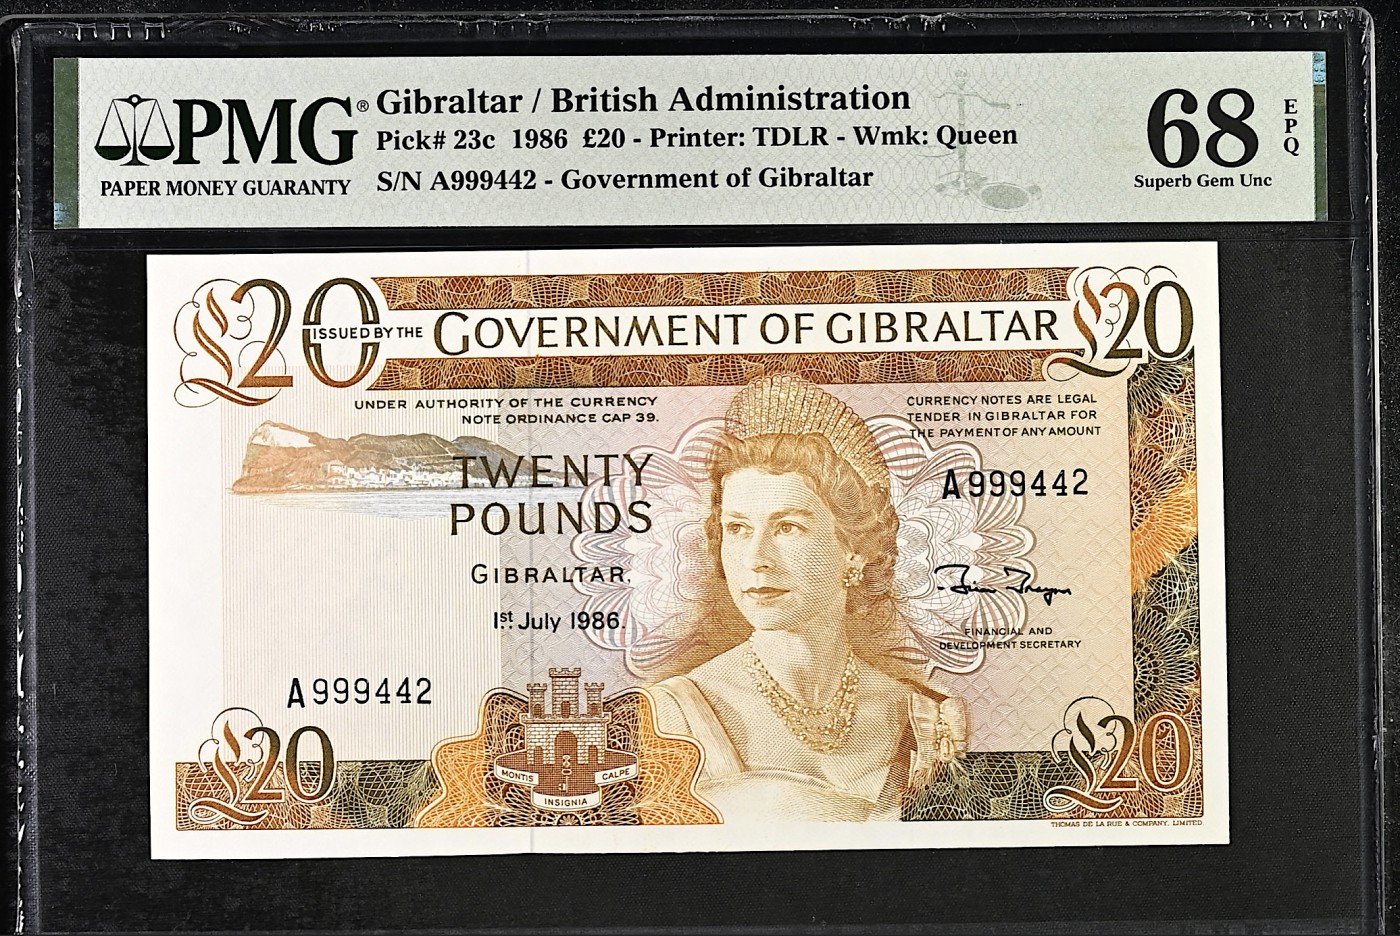 PMG®
PAPER MONEY GUARANTY
Gibraltar / British Administration
Pick# 23c 1986 £20 - Printer: TDLR - Wmk: Queen
S/N A999442 - Government of Gibraltar
68
EPQ
Superb Gem Unc
£20
ISSUED BY THE GOVERNMENT OF GIBRALTAR
£20
UNDER AUTHORITY OF THE CURRENCY
NOTE ORDINANCE CAP 39.
CURRENCY NOTES ARE LEGAL
TENDER IN GIBRALTAR FOR
THE PAYMENT OF ANY AMOUNT
TWENTY
POUNDS
A999442
GIBRALTAR,
1st July 1986.
FINANCIAL AND
DEVELOPMENT SECRETARY
A999442
£20
MONTIS
INSIGNIA
CALPE
£20
THOMAS DE LA RUE & COMPANY, LIMITED